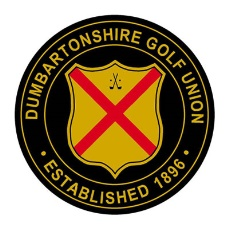 DUMBARTONSHIRE GOLF UNION
• ESTABLISHED 1896 •